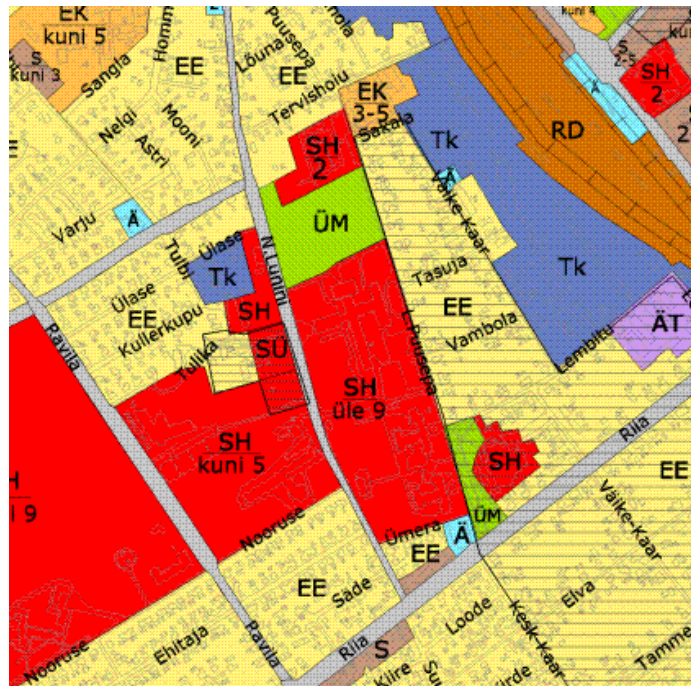 EK
kuni 5
S
kuni 3
Sangla
EE
Lõuna
Puusepa
EE
Tervishoiu
EK
3-5
Sakala
Tk
RD
S
2-5
SH
2
Ä
kuni 4
Nelgi
Astri
Mooni
SH
2
Ä
Väike-Kaar
Varju
Ä
Tulbi
Ülase
ÜM
N.Lunini
Tk
Tasuja
Tk
Ülase
EE
Kullerkupu
SH
EE
Vambola
L.Puusepa
Lembitu
ÄT
Ravila
Tulika
SÜ
SH
üle 9
SH
kuni 5
SH
Riia
EE
Väike-Kaar
Nooruse
ÜM
Ä
Ümera
EE
EE
Säde
Elva
Loode
Kesk-Kaar
Ehitaja
Ravila
Riia
S
Kiire
Tamme
Nooruse